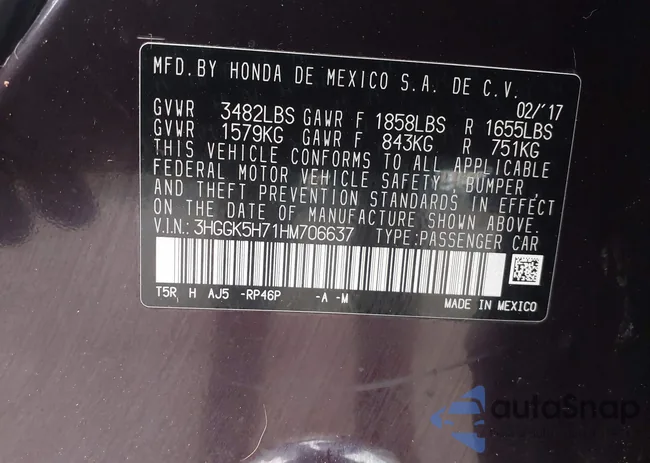 MFD.BY HONDA DE MEXICO S.A. DE C.V.
02/'17
GVWR 3482LBS GAWR F 1858LBS R 1655LBS
GVWR 1579KG GAWR F 843KG R 751KG
THIS VEHICLE CONFORMS TO ALL APPLICABLE
FEDERAL MOTOR VEHICLE SAFETY, BUMPER,
AND THEFT PREVENTION STANDARDS IN EFFECT
ON THE DATE OF MANUFACTURE SHOWN ABOVE.
V.I.N.: 3HGGK5H71HM706637 TYPE:PASSENGER CAR
T5R H AJ5 -RP46P -A -M MADE IN MEXICO
autoSnap